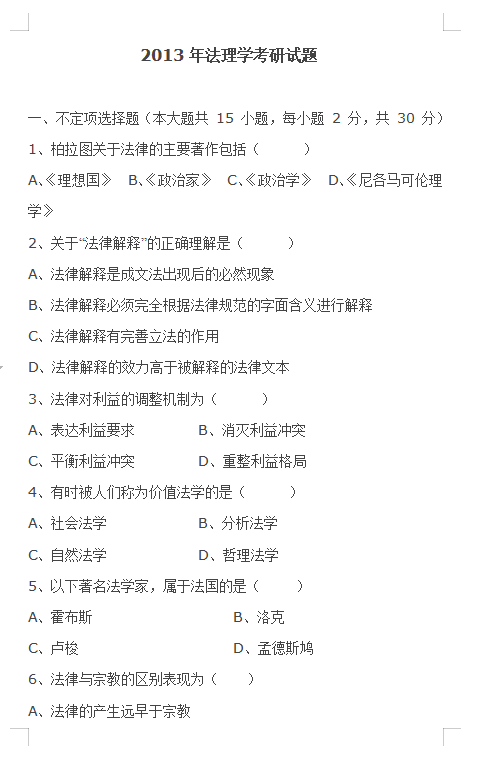 2013 年法理学考研试题
一、不定项选择题（本大题共 15 小题，每小题 2 分，共 30 分）
1、柏拉图关于法律的主要著作包括（　　　）
A、《理想国》 B、《政治家》 C、《政治学》 D、《尼各马可伦理
学》
2、关于“法律解释”的正确理解是（　　　）
A、法律解释是成文法出现后的必然现象
B、法律解释必须完全根据法律规范的字面含义进行解释
C、法律解释有完善立法的作用
D、法律解释的效力高于被解释的法律文本
3、法律对利益的调整机制为（　　　）
A、表达利益要求 B、消灭利益冲突
C、平衡利益冲突 D、重整利益格局
4、有时被人们称为价值法学的是（　　　）
A、社会法学 B、分析法学
C、自然法学 D、哲理法学
5、以下著名法学家，属于法国的是（　　）
A、霍布斯 B、洛克
C、卢梭 D、孟德斯鸠
6、法律与宗教的区别表现为（　　）
A、法律的产生远早于宗教